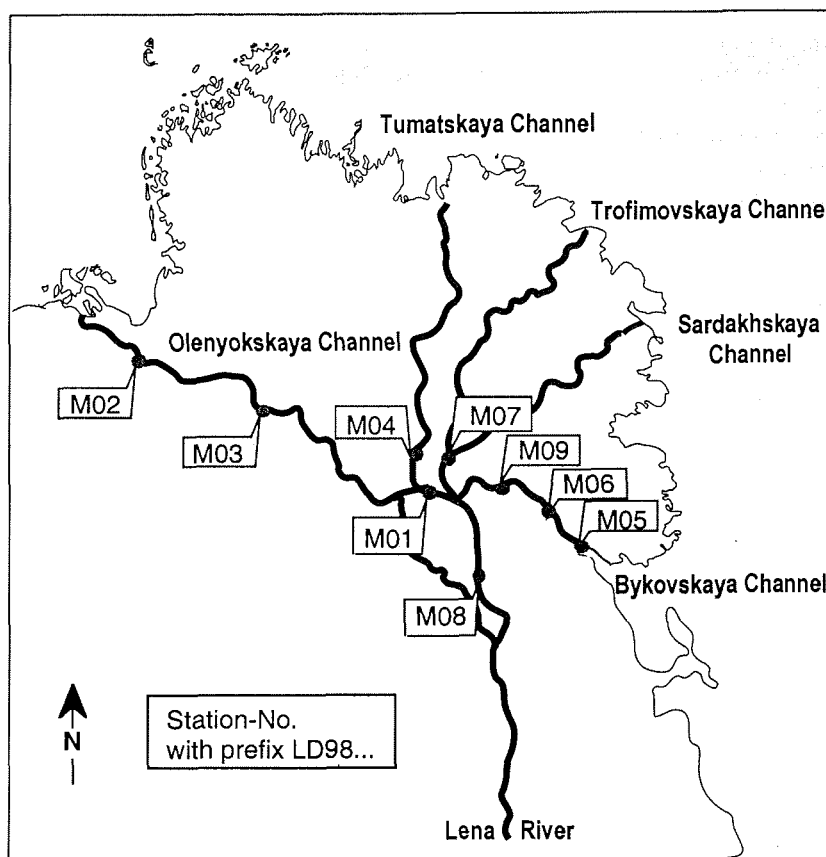 Tumatskaya Channel
Trofimovskaya Channe
Sardakhskaya
Channel
Olenyokskaya Channel
M02
M03
M04
M07
M09
M06
M05
M01
M08
Bykovskaya Channel
N
Station-No.
with prefix LD98...
Lena River